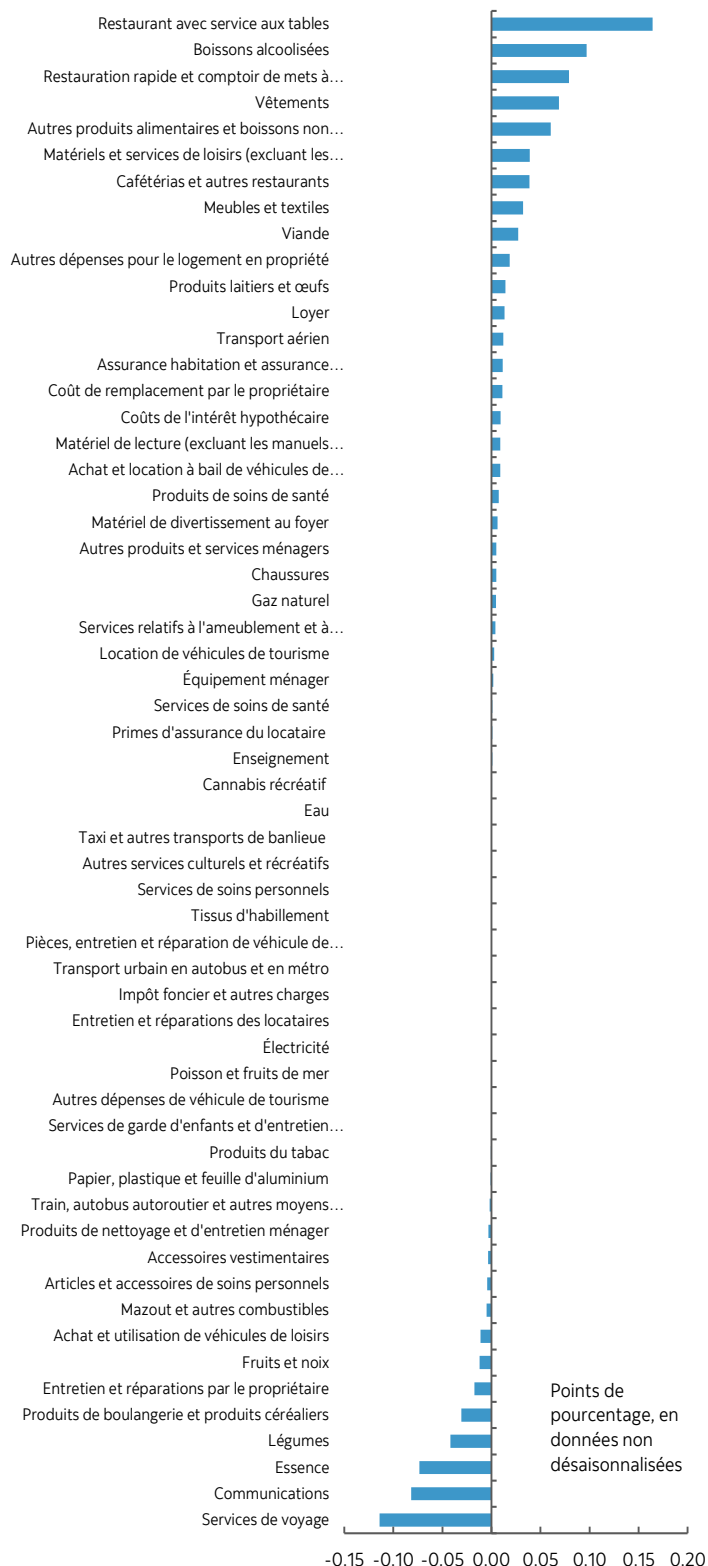 Restaurant avec service aux tables
Boissons alcoolisées
Restauration rapide et comptoir de mets à…
Vêtements
Autres produits alimentaires et boissons non…
Matériels et services de loisirs (excluant les…
Cafétérias et autres restaurants
Meubles et textiles
Viande
Autres dépenses pour le logement en propriété
Produits laitiers et œufs
Loyer
Transport aérien
Assurance habitation et assurance…
Coût de remplacement par le propriétaire
Coûts de l'intérêt hypothécaire
Matériel de lecture (excluant les manuels…
Achat et location à bail de véhicules de…
Produits de soins de santé
Matériel de divertissement au foyer
Autres produits et services ménagers
Chaussures
Gaz naturel
Services relatifs à l'ameublement et à…
Location de véhicules de tourisme
Équipement ménager
Services de soins de santé
Primes d'assurance du locataire
Enseignement
Cannabis récréatif
Eau
Taxi et autres transports de banlieue
Autres services culturels et récréatifs
Services de soins personnels
Tissus d'habillement
Pièces, entretien et réparation de véhicule de…
Transport urbain en autobus et en métro
Impôt foncier et autres charges
Entretien et réparations des locataires
Électricité
Poisson et fruits de mer
Autres dépenses de véhicule de tourisme
Services de garde d'enfants et d'entretien…
Produits du tabac
Papier, plastique et feuille d'aluminium
Train, autobus autoroutier et autres moyens…
Produits de nettoyage et d'entretien ménager
Accessoires vestimentaires
Articles et accessoires de soins personnels
Mazout et autres combustibles
Achat et utilisation de véhicules de loisirs
Fruits et noix
Entretien et réparations par le propriétaire
Produits de boulangerie et produits céréaliers
Légumes
Essence
Communications
Services de voyage
Points de
pourcentage, en
données non
désaisonnalisées
-0.15 -0.10 -0.05 0.00 0.05 0.10 0.15 0.20